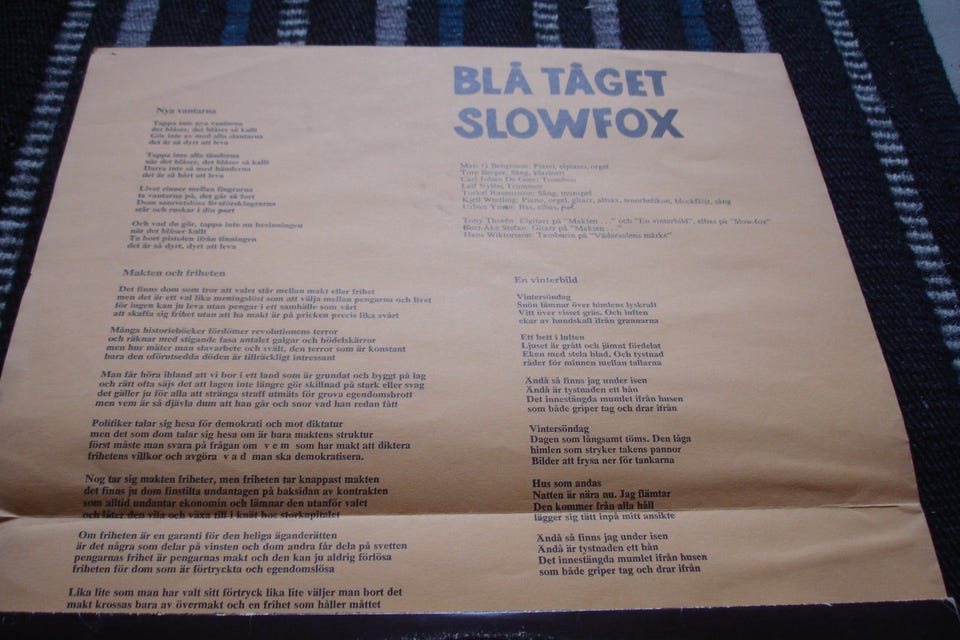 BLÅ TÅGET
SLOWFOX
Mats G Bengtsson: Piano, elpiano, orgel
Tore Berger: Sång, klarinett
Carl Johan De Geer: Trombon
Leif Nylén: Trummor
Torkel Rasmusson: Sång, trumpet
Kjell Westling: Piano, orgel, gitarr, altsax, tenorbasun, blockflöjt, sång
Urban Yman: Bas, elbas,
Tony Thorén: Elgitarr på "Makten . . ." och "En vinterbild", elbas på "Slow-fox"
Bort-Åke Stefan: Gitarr på "Makten . . ."
Hans Wiktorsson: Tamburin på "Vädersolens märke"
Nya vantarna
Tappa inte nya vantarna
det blåser, det blåser så kallt
Gör inte av med alla slantarna
det är så dyrt att leva
Tappa inte alla tänderna
när det blåser, det blåser så kallt
Darra inte så med händerna
det är så hårt att leva
Livet rinner mellan fingrarna
ta vantarna på, det går så fort
Dom samvetslösa livsförskingrarna
står och ruskar i din port
Och vad du gör, tappa inte nu besinningen
när det blåser kallt
Ta bort pistolen ifrån tinningen
det är så dyrt, dyrt att leva
Makten och friheten
Det finns dom som tror att valet står mellan makt eller frihet
men det är ett val lika meningslöst som att välja mellan pengarna och livet
för ingen kan ju leva utan pengar i ett samhälle som vårt
att skaffa sig frihet utan att ha makt är på pricken precis lika svårt
Många historieböcker fördömer revolutionens terror
och räknar med stigande fasa antalet galgar och bödelskärror
men hur mäter man slavarbete och svält, den terror som är konstant
bara den oförutsedda döden är tillräckligt intressant
Man får höra ibland att vi bor i ett land som är grundat och byggt på lag
och rätt ofta säjs det att lagen inte längre gör skillnad på stark eller svag
det gäller ju för alla att stränga straff utmäts för grova egendomsbrott
men vem är så djävla dum att han går och snor vad han redan fått
Politiker talar sig hesa för demokrati och mot diktatur
men det som dom talar sig hesa om är bara maktens struktur
först måste man svara på frågan om v e m som har makt att diktera
frihetens villkor och avgöra v a d man ska demokratisera.
Nog tar sig makten friheter, men friheten tar knappast makten
det finns ju dom finstilta undantagen på baksidan av kontrakten
som alltid undantar ekonomin och lämnar den utanför valet
och låter den vila och växa till i knät hos storkapitalet
Om friheten är en garanti för den heliga äganderätten
är det några som delar på vinsten och dom andra får dela på svetten
pengarnas frihet är pengarnas makt och den kan ju aldrig förlösa
friheten för dom som är förtryckta och egendomslösa
Lika lite som man har valt sitt förtryck lika lite väljer man bort det
makt krossas bara av övermakt och en frihet som håller måttet
En vinterbild
Vintersöndag
Snön lämnar över himlens lyskraft
Vitt över visset gräs. Och luften
ekar av hundskall ifrån grannarna
Ett bett i luften
Ljuset är grått och jämnt fördelat
Eken med stela blad. Och tystnad
råder för minnen mellan tallarna
Ändå så finns jag under isen
Ändå är tystnaden ett hån
Det innestängda mumlet ifrån husen
som både griper tag och drar ifrån
Vintersöndag
Dagen som långsamt töms. Den låga
himlen som stryker takens pannor
Bilder att frysa ner för tankarna
Hus som andas
Natten är nära nu. Jag flämtar
Den kommer från alla håll
lägger sig tätt inpå mitt ansikte
Ändå så finns jag under isen
Ändå är tystnaden ett hån
Det innestängda mumlet ifrån husen
som både griper tag och drar ifrån